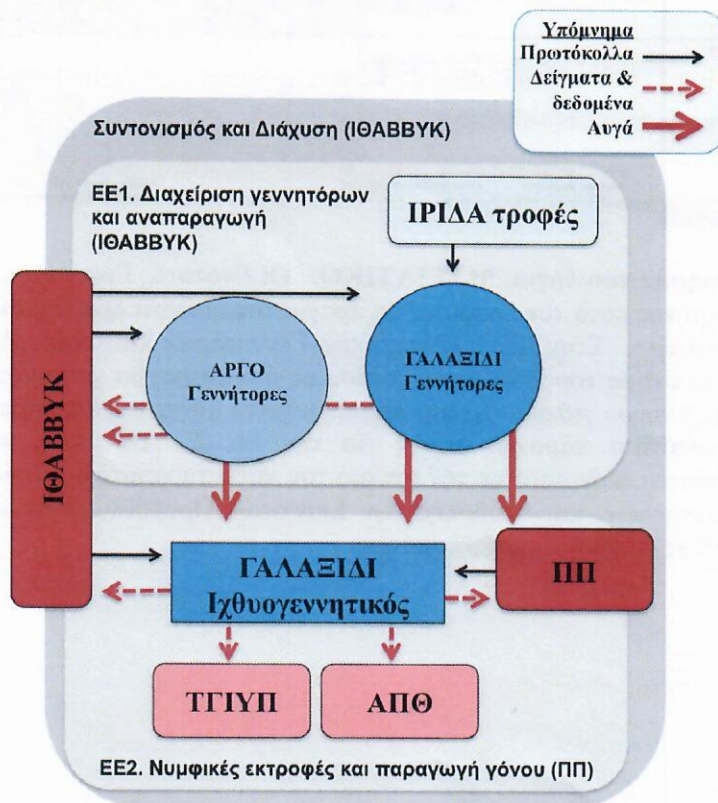 Υπόμνημα
Πρωτόκολλα
Δείγματα &
δεδομένα
Αυγά
Συντονισμός και Διάχυση (ΙΘΑΒΒΥΚ)
ΕΕ1. Διαχείριση γεννητόρων
και αναπαραγωγή
(ΙΘΑΒΒΥΚ)
ΙΡΙΔΑ τροφές
ΙΘΑΒΒΥΚ
ΑΡΓΟ
Γεννήτορες
ΓΑΛΑΞΙΔΙ
Γεννήτορες
ΓΑΛΑΞΙΔΙ
Ιχθυογεννητικός
ΠΠ
ΤΓΙΥΠ
ΑΠΘ
ΕΕ2. Νυμφικές εκτροφές και παραγωγή γόνου (ΠΠ)